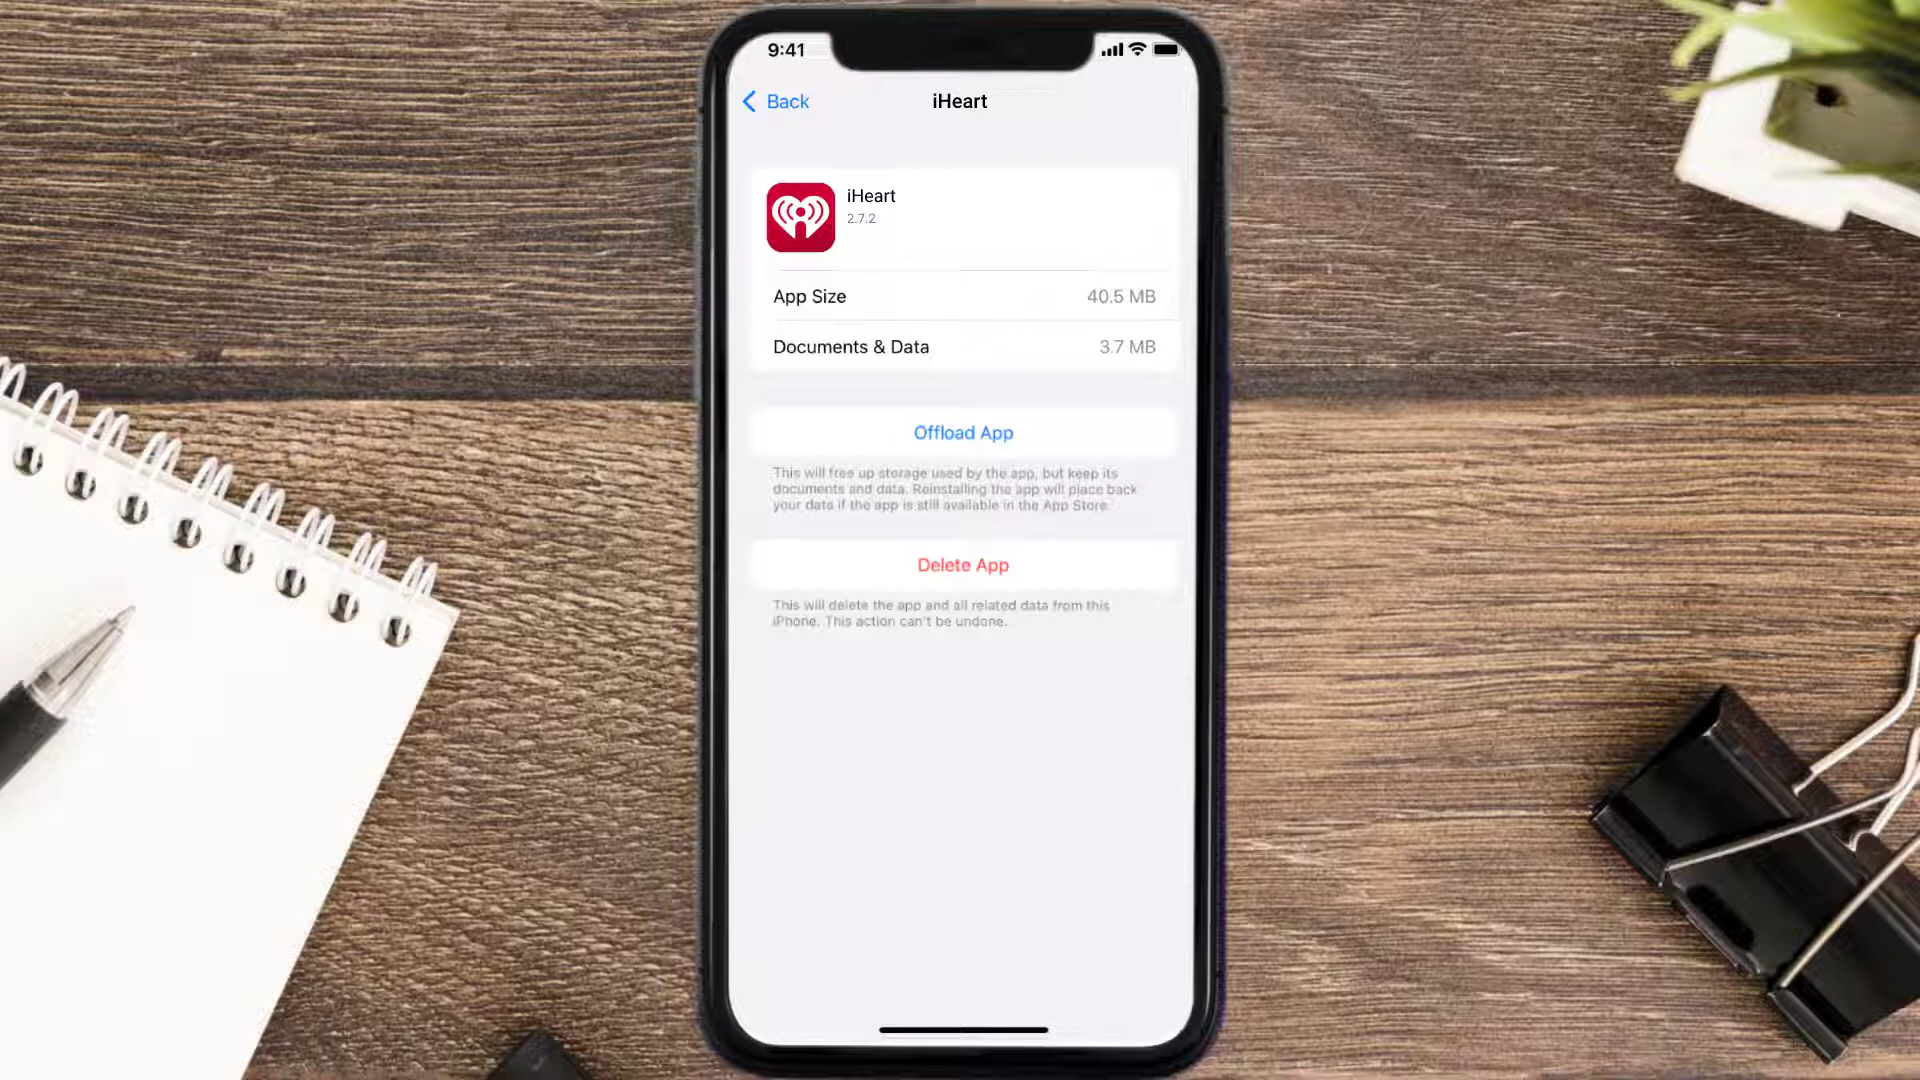 9:41
Back
iHeart
iHeart
2.7.2
App Size
40.5 MB
Documents & Data
3.7 MB
Offload App
This will free up storage used by the app, but keep its
documents and data. Reinstalling the app will place back
your data if the app is still available in the App Store.
Delete App
This will delete the app and all related data from this
iPhone. This action can't be undone.